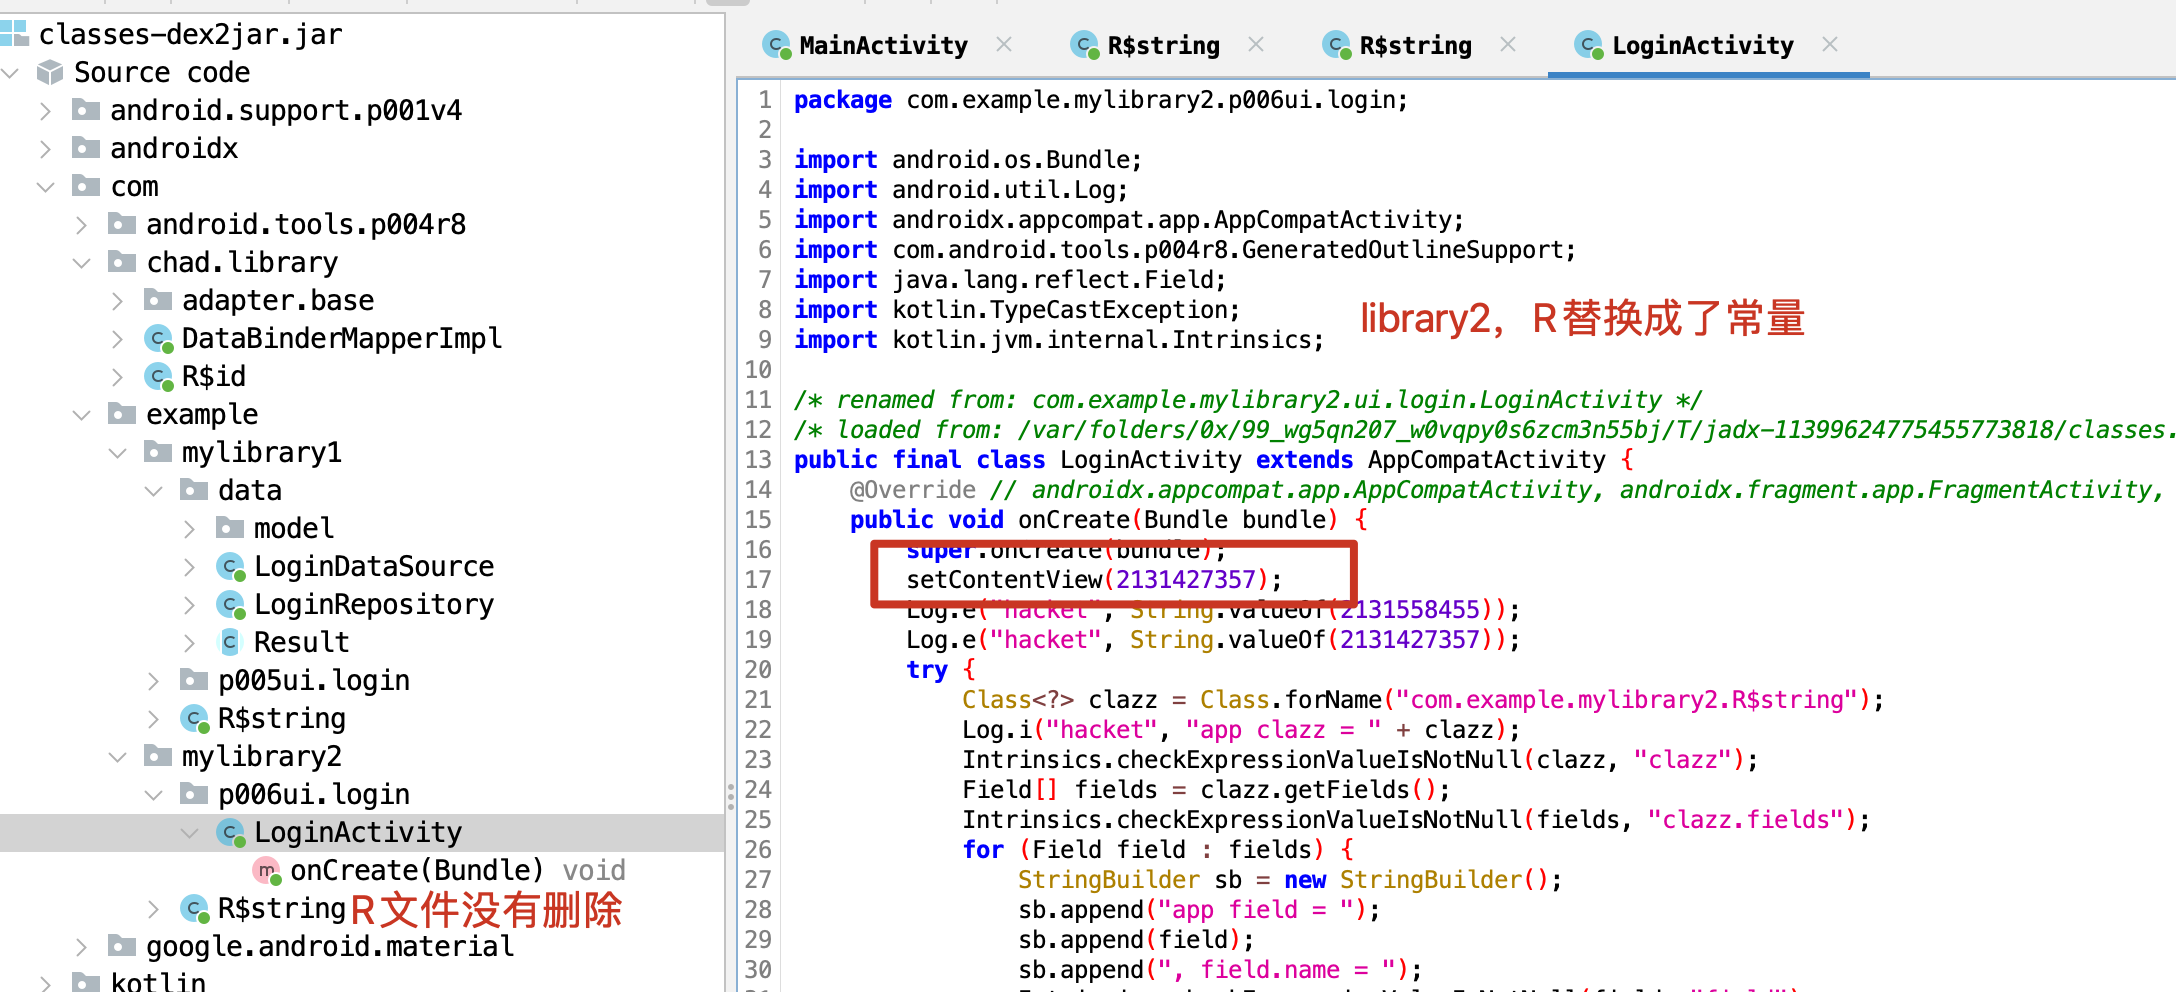 classes-dex2jar.jar
Source code
android.support.p001v4
androidx
com
android.tools.p004r8
chad.library
adapter.base
DataBinderMapperImpl
R$id
example
mylibrary1
data
model
LoginDataSource
LoginRepository
Result
p005ui.login
R$string
mylibrary2
p006ui.login
LoginActivity
onCreate(Bundle) void
R$string R文件没有删除
google.android.material
kotlin
MainActivity R$string R$string LoginActivity
1 package com.example.mylibrary2.p006ui.login;
2
3 import android.os.Bundle;
4 import android.util.Log;
5 import androidx.appcompat.app.AppCompatActivity;
6 import com.android.tools.p004r8.GeneratedOutlineSupport;
7 import java.lang.reflect.Field;
8 import kotlin.TypeCastException;
9 import kotlin.jvm.internal.Intrinsics;
library2，R替换成了常量
10
11 /* renamed from: com.example.mylibrary2.ui.login.LoginActivity */
12 /* loaded from: /var/folders/0x/99_wg5qn207_w0vqpy0s6zcm3n55bj/T/jadx-11399624775455773818/classes.
13 public final class LoginActivity extends AppCompatActivity {
14 @Override // androidx.appcompat.app.AppCompatActivity, androidx.fragment.app.FragmentActivity,
15 public void onCreate(Bundle bundle) {
16 super.onCreate(bundle);
17 setContentView(2131427357);
18 Log.e("hacket", String.valueOf(2131558455));
19 Log.e("hacket", String.valueOf(2131427357));
20 try {
21 Class<?> clazz = Class.forName("com.example.mylibrary2.R$string");
22 Log.i("hacket", "app clazz = " + clazz);
23 Intrinsics.checkExpressionValueIsNotNull(clazz, "clazz");
24 Field[] fields = clazz.getFields();
25 Intrinsics.checkExpressionValueIsNotNull(fields, "clazz.fields");
26 for (Field field : fields) {
27 StringBuilder sb = new StringBuilder();
28 sb.append("app field = ");
29 sb.append(field);
30 sb.append(", field.name = ");